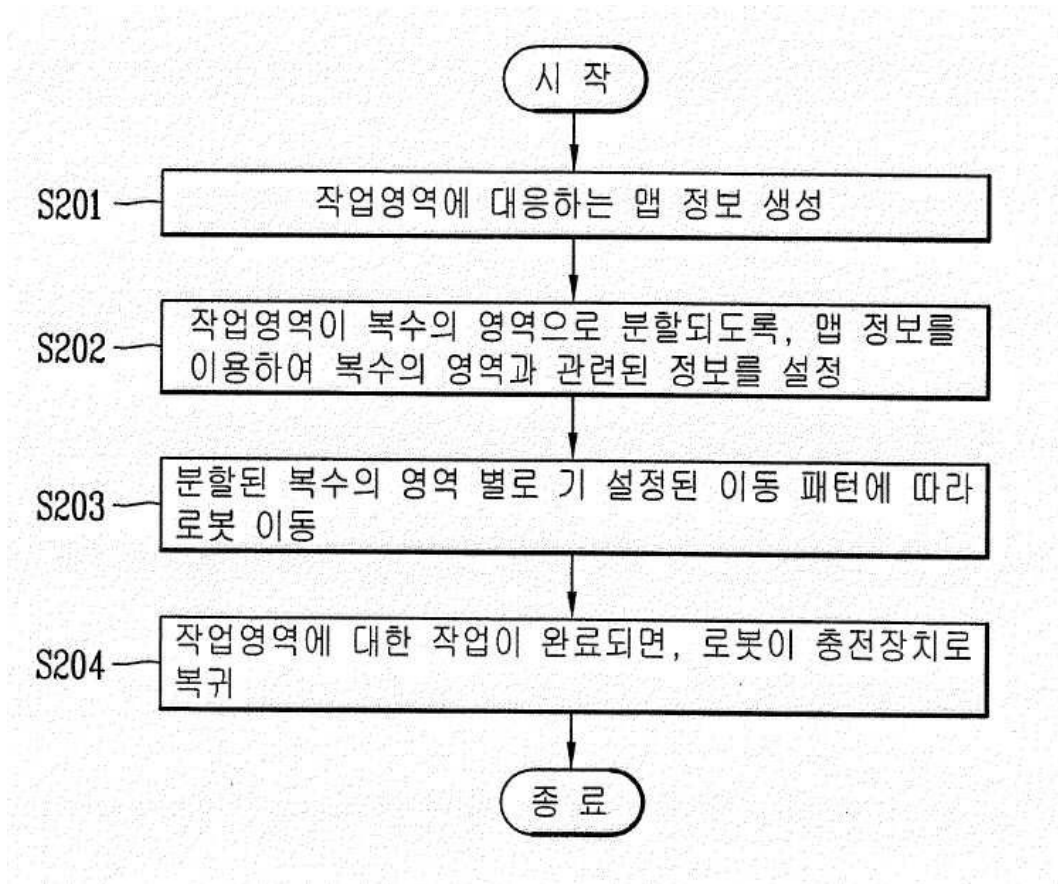 시 작
S201
작업영역에 대응하는 맵 정보 생성
S202
작업영역이 복수의 영역으로 분할되도록, 맵 정보를
이용하여 복수의 영역과 관련된 정보를 설정
S203
분할된 복수의 영역 별로 기 설정된 이동 패턴에 따라
로봇 이동
S204
작업영역에 대한 작업이 완료되면, 로봇이 충전장치로
복귀
종 료